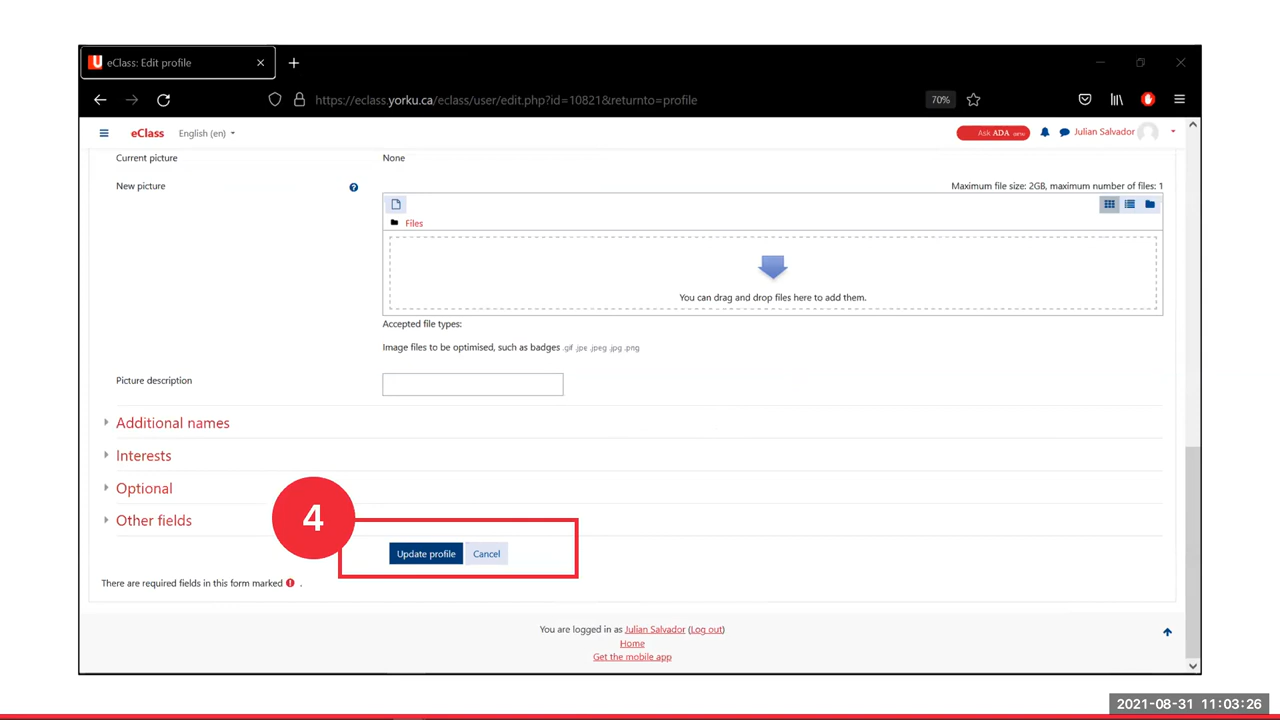 eClass: Edit profile
https://eclass.yorku.ca/eclass/user/edit.php?id=10821&returnto=profile
70%
eClass English (en)
Ask ADA
Julian Salvador
Current picture None
New picture Maximum file size: 2GB, maximum number of files: 1
Files
You can drag and drop files here to add them.
Accepted file types:
Image files to be optimised, such as badges .gif .jpe .jpeg .jpg .png
Picture description
Additional names
Interests
Optional
Other fields
4
Update profile Cancel
There are required fields in this form marked .
You are logged in as Julian Salvador (Log out)
Home
Get the mobile app
2021-08-31 11:03:26